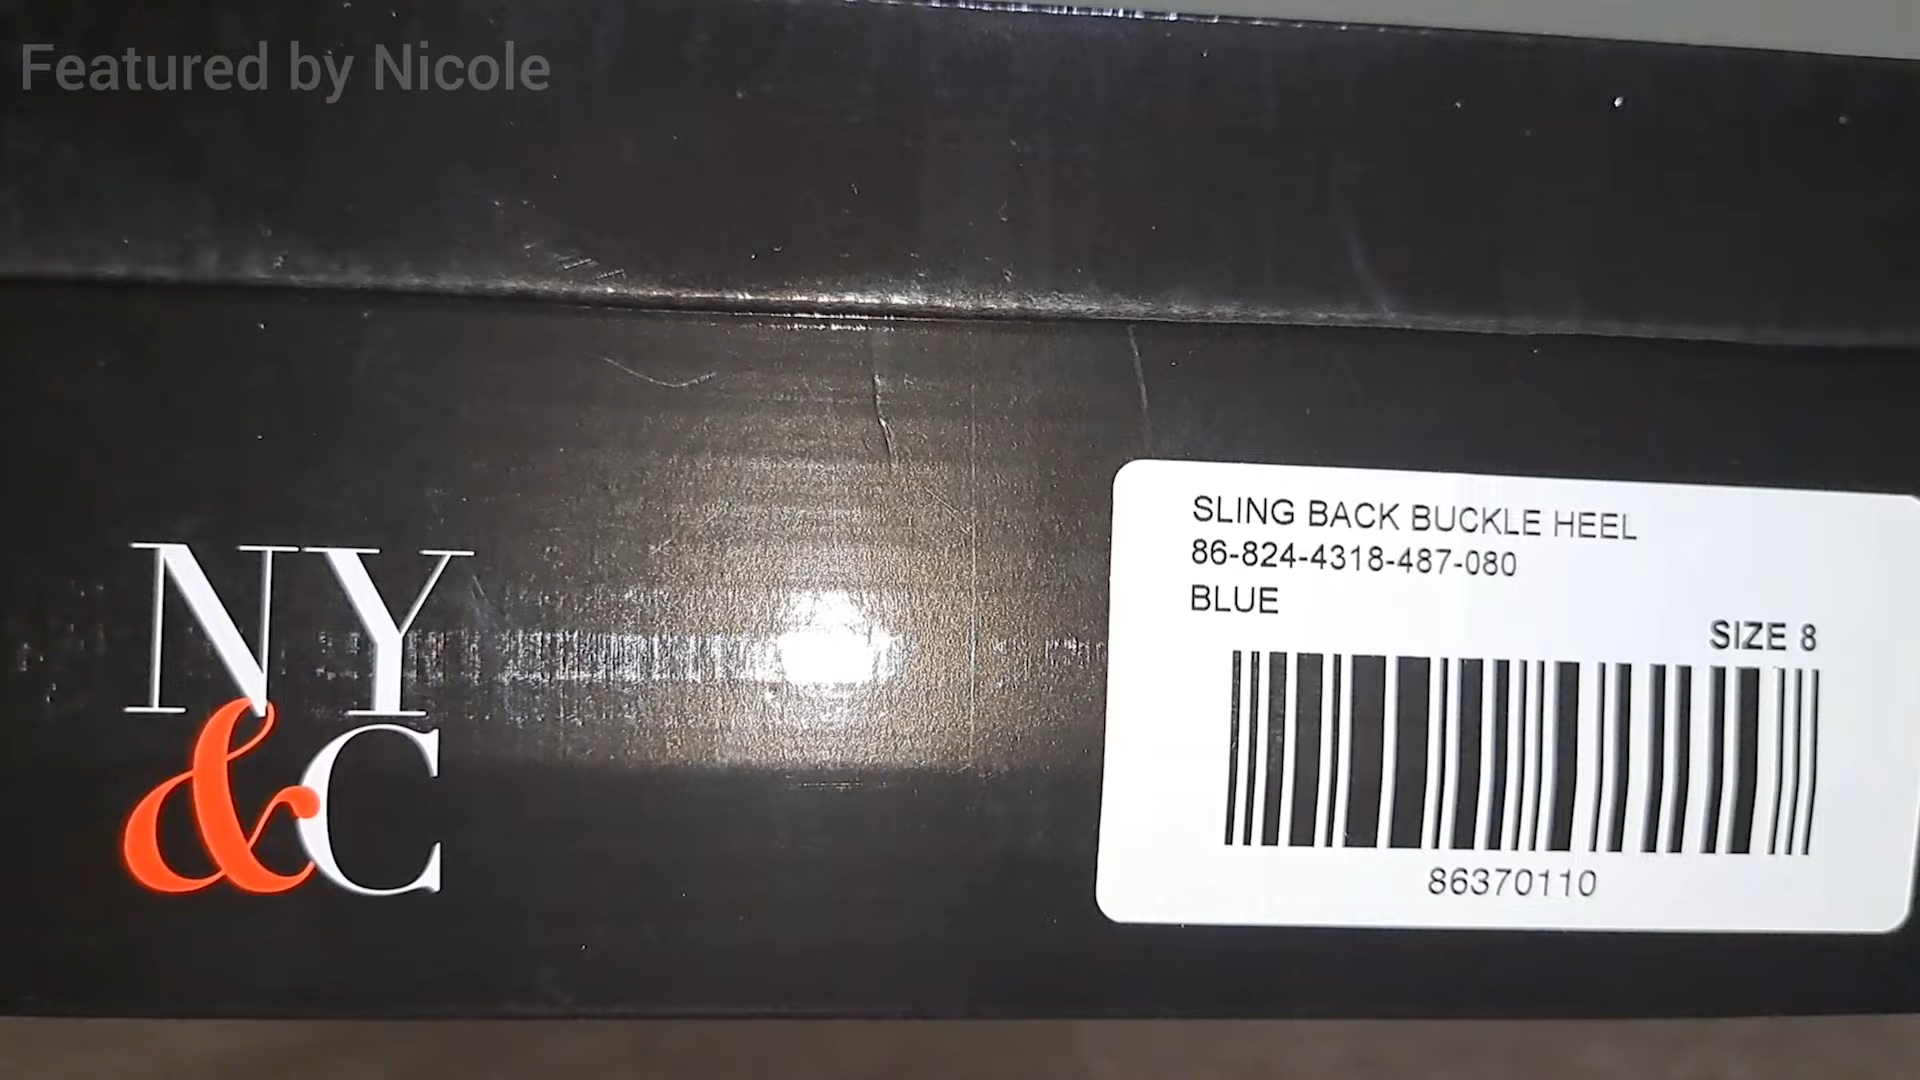 Featured by Nicole
NY
&C
SLING BACK BUCKLE HEEL
86-824-4318-487-080
BLUE
SIZE 8
86370110